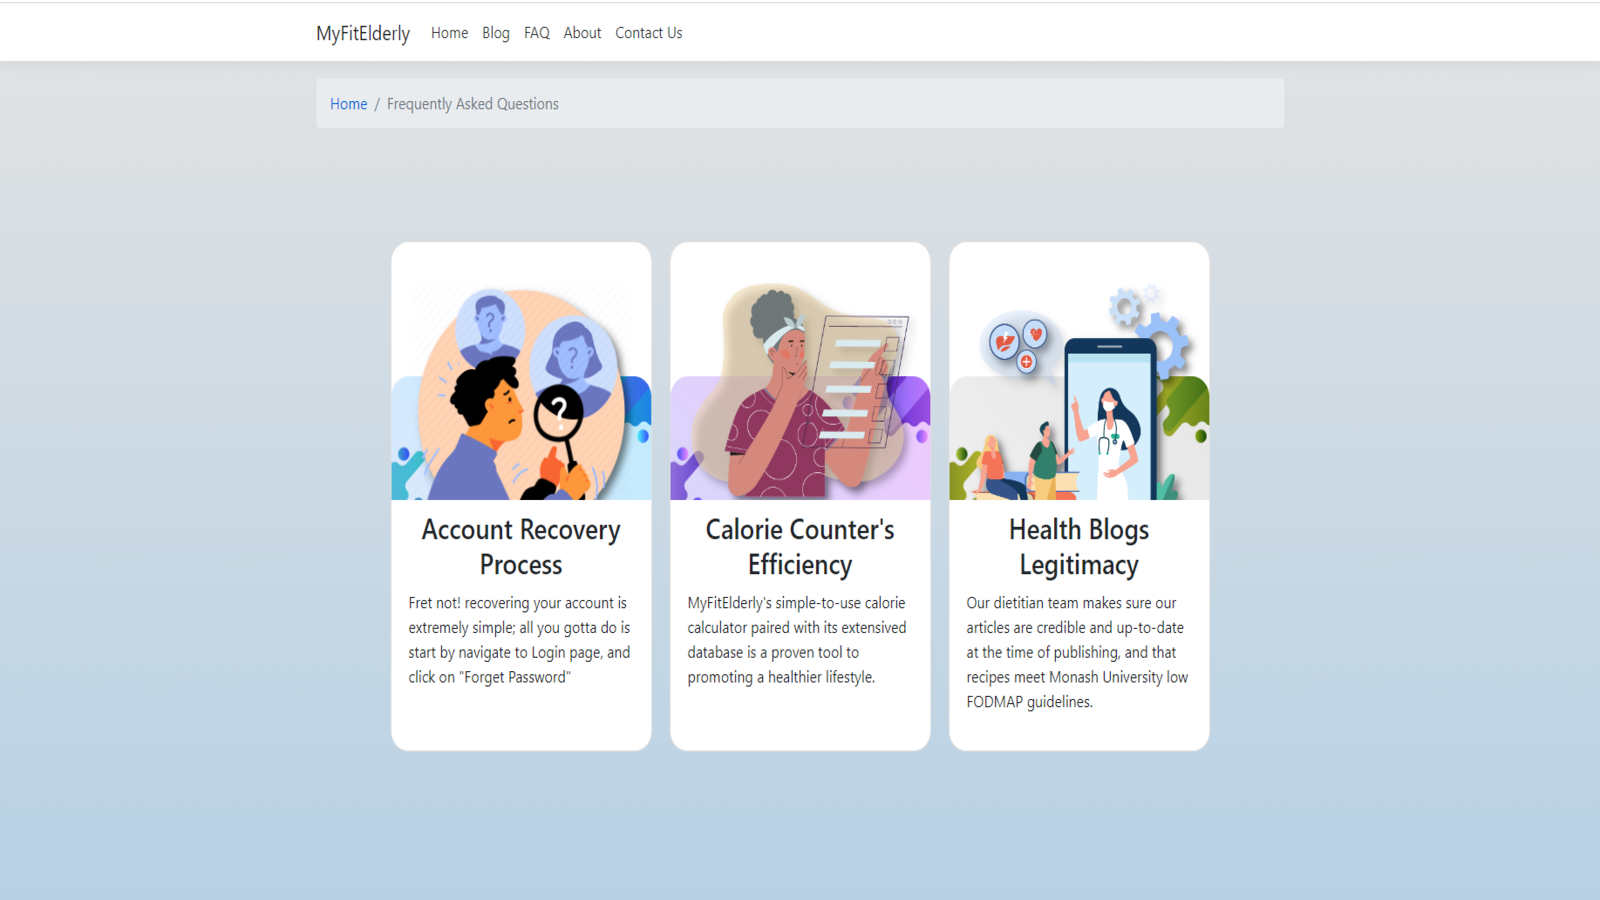 MyFitElderly Home Blog FAQ About Contact Us
Home / Frequently Asked Questions
? ? ?
Account Recovery
Process
Fret not! recovering your account is
extremely simple; all you gotta do is
start by navigate to Login page, and
click on "Forget Password"
Calorie Counter's
Efficiency
MyFitElderly's simple-to-use calorie
calculator paired with its extensived
database is a proven tool to
promoting a healthier lifestyle.
Health Blogs
Legitimacy
Our dietitian team makes sure our
articles are credible and up-to-date
at the time of publishing, and that
recipes meet Monash University low
FODMAP guidelines.